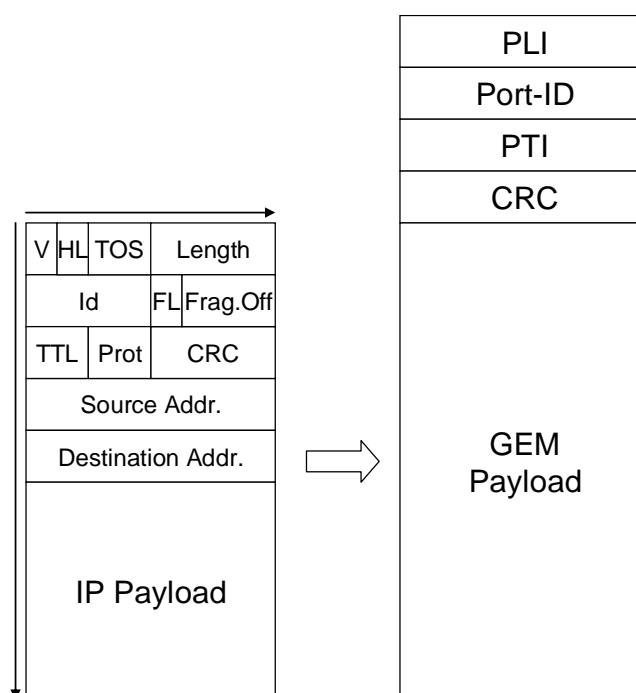 PLI
Port-ID
PTI
CRC
V HL TOS Length
Id FL Frag.Off
TTL Prot CRC
Source Addr.
Destination Addr.
IP Payload
GEM
Payload